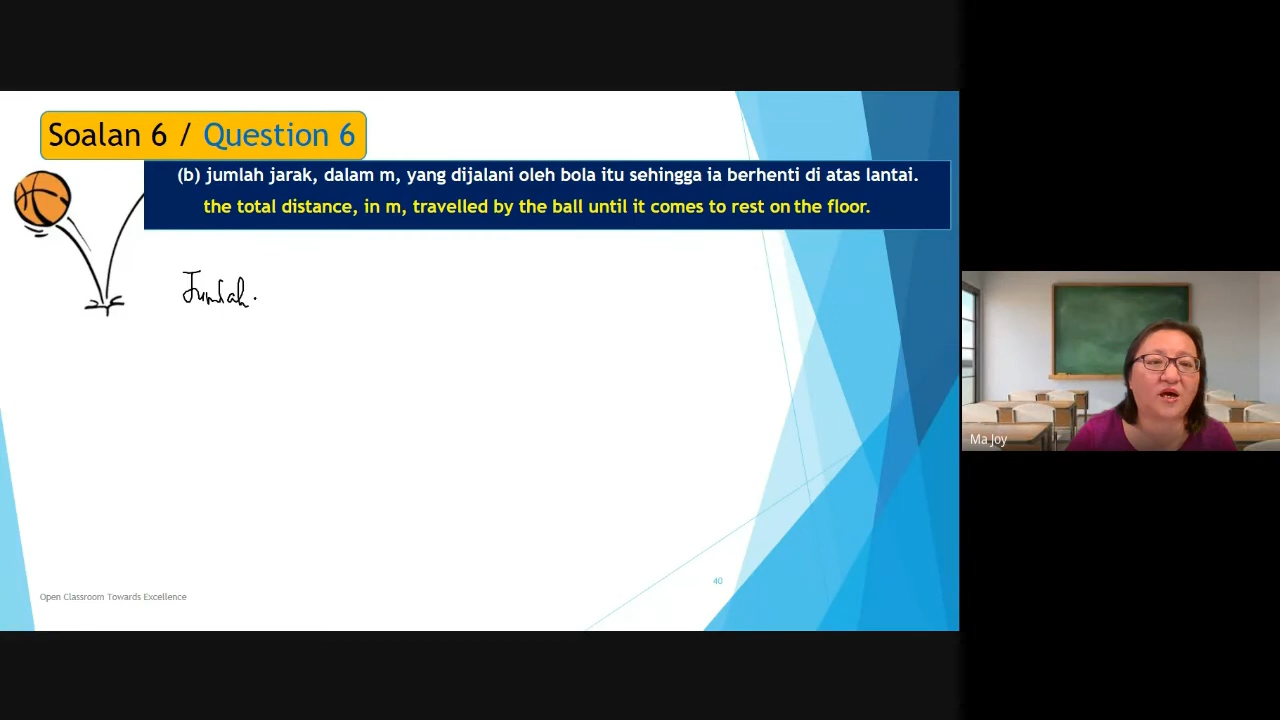 Soalan 6 / Question 6
(b) jumlah jarak, dalam m, yang dijalani oleh bola itu sehingga ia berhenti di atas lantai.
the total distance, in m, travelled by the ball until it comes to rest on the floor.
Jumlah
Ma Joy
40
Open Classroom Towards Excellence